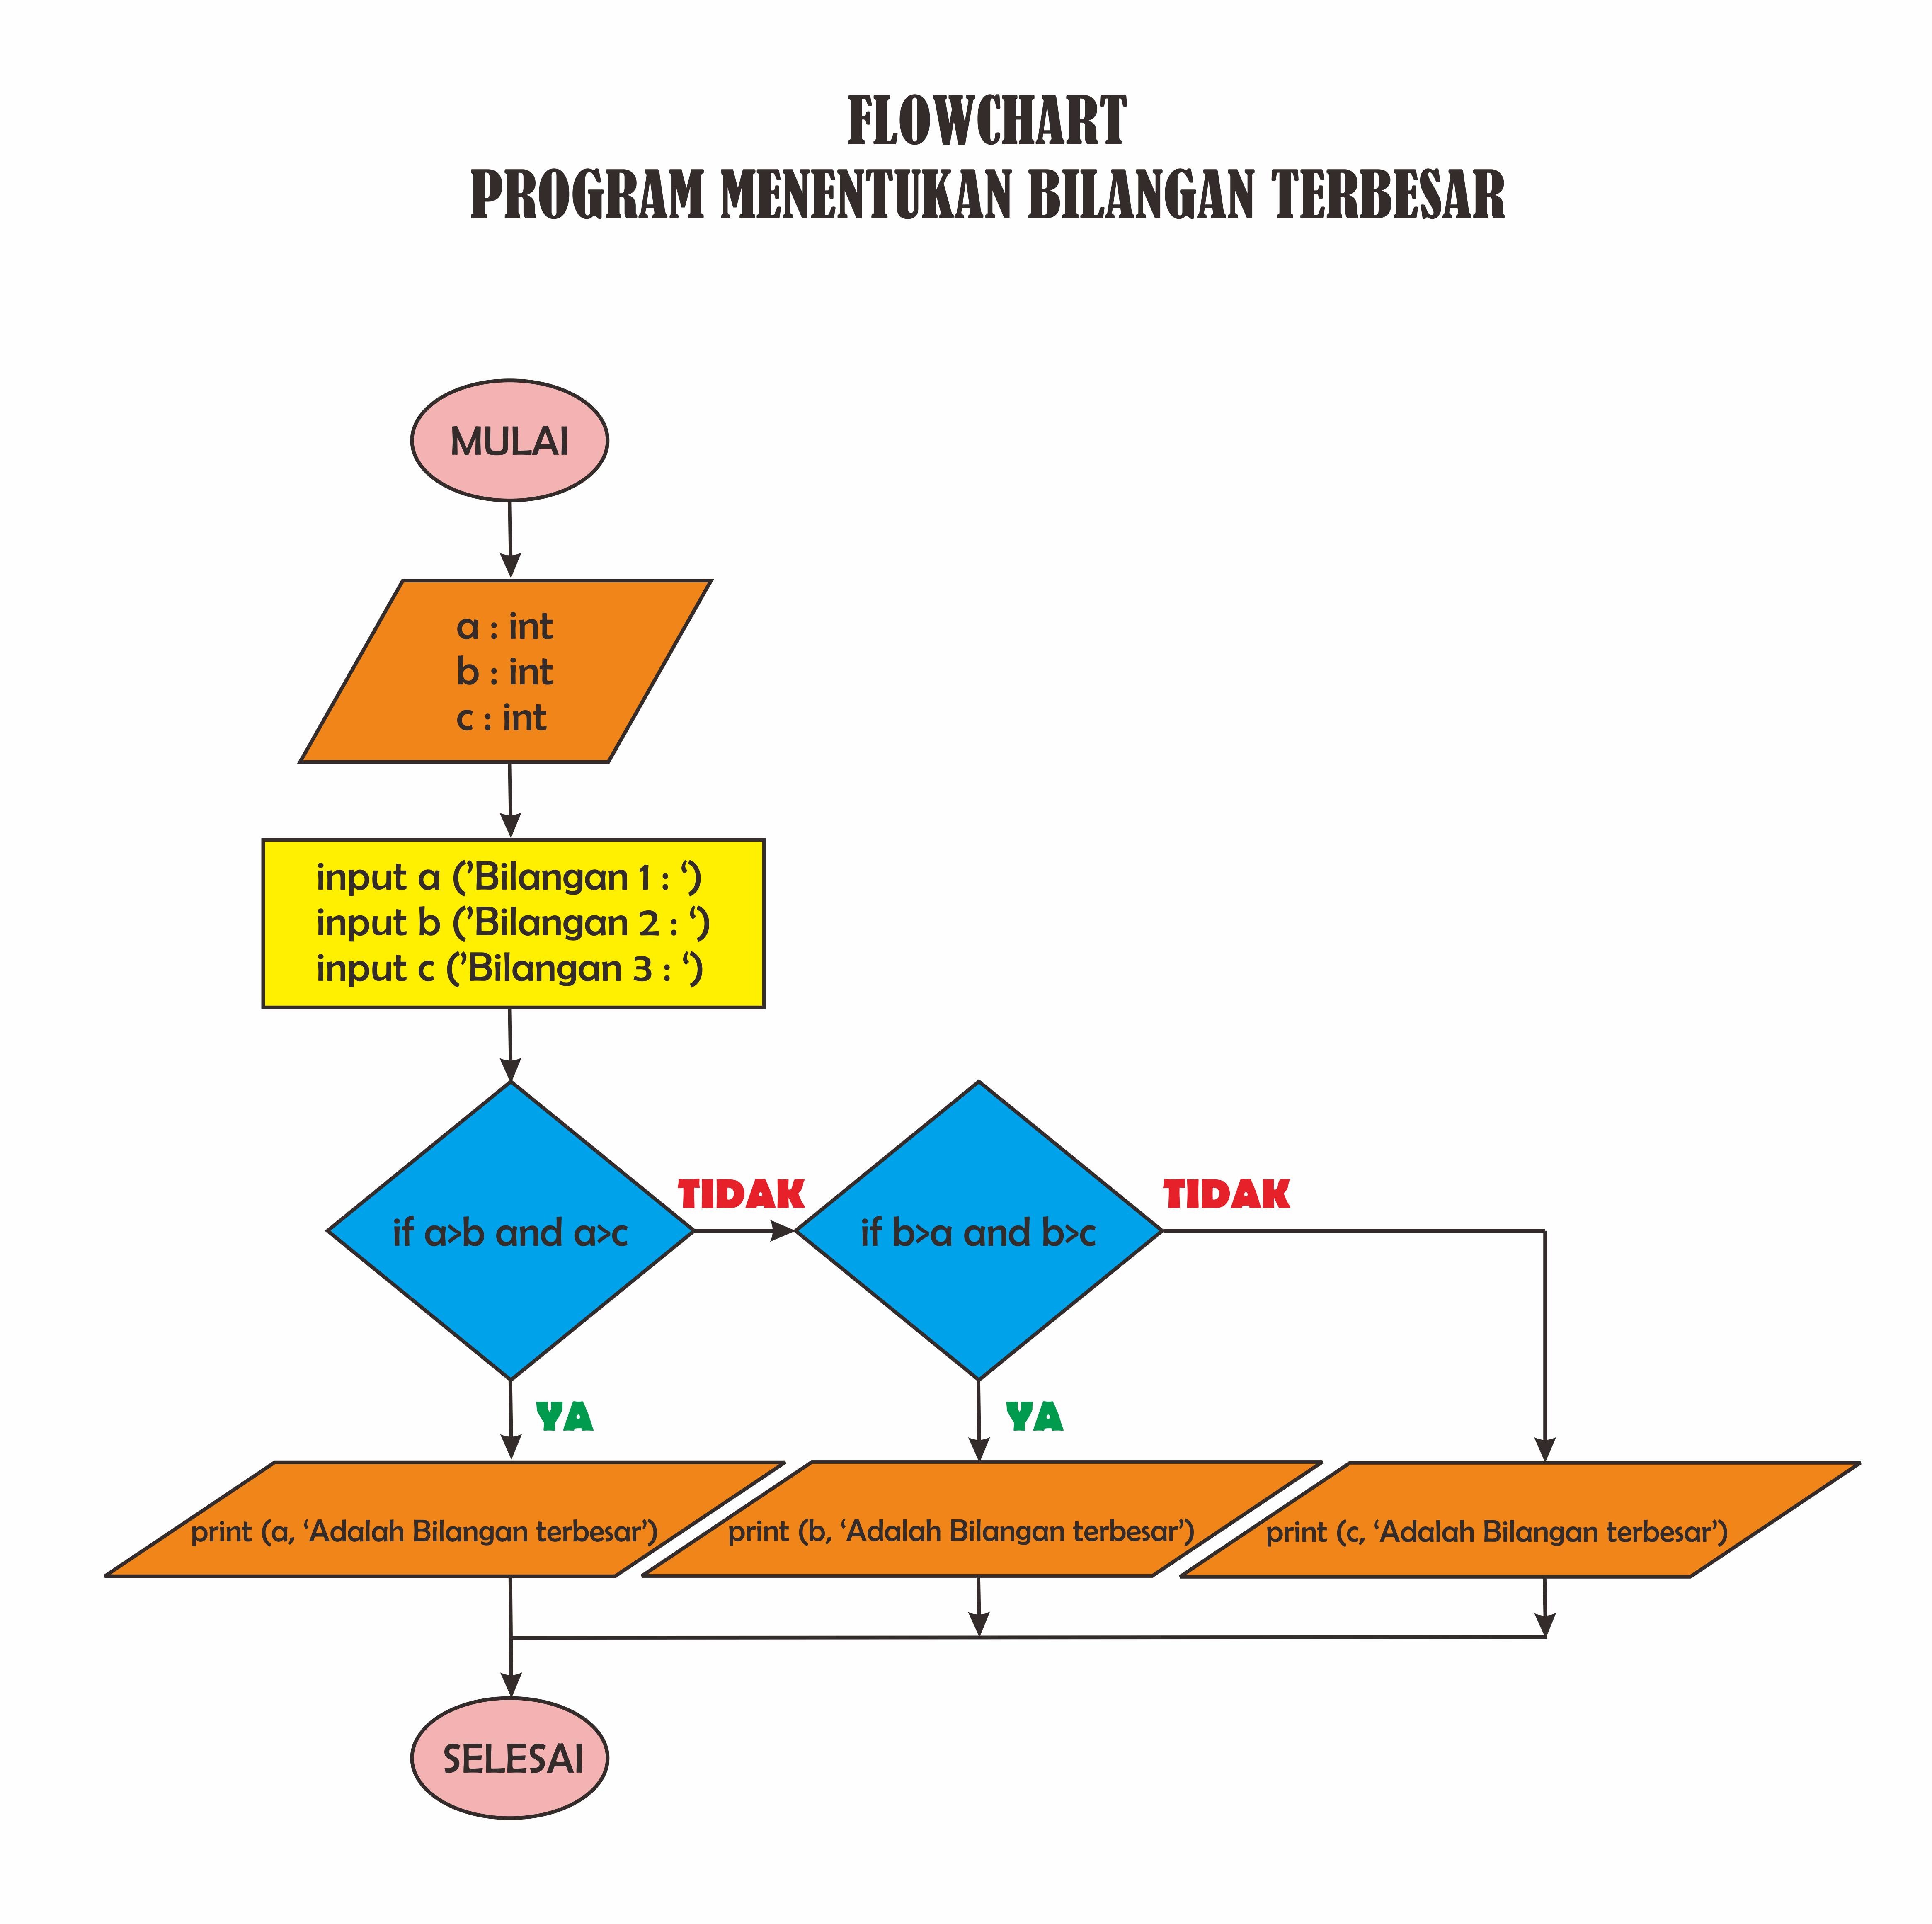 FLOWCHART
PROGRAM MENENTUKAN BILANGAN TERBESAR
MULAI
a : int
b : int
c : int
input a (’Bilangan 1 : ‘)
input b (’Bilangan 2 : ‘)
input c (’Bilangan 3 : ‘)
if a>b and a>c
TIDAK
if b>a and b>c
TIDAK
YA
YA
print (a, ‘Adalah Bilangan terbesar’)
print (b, ‘Adalah Bilangan terbesar’)
print (c, ‘Adalah Bilangan terbesar’)
SELESAI